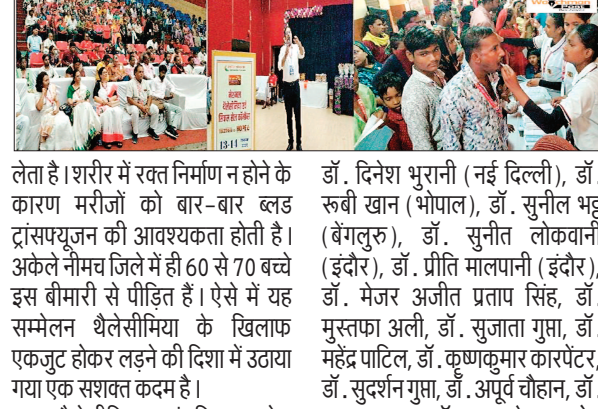 लेता है। शरीर में रक्त निर्माण न होने के
कारण मरीजों को बार-बार ब्लड
ट्रांसफ्यूजन की आवश्यकता होती है।
अकेले नीमच जिले में ही 60 से 70 बच्चे
इस बीमारी से पीड़ित हैं। ऐसे में यह
सम्मेलन थैलेसीमिया के खिलाफ
एकजुट होकर लड़ने की दिशा में उठाया
गया एक सशक्त कदम है।
डॉ. दिनेश भुरानी (नई दिल्ली), डॉ.
रूबी खान (भोपाल), डॉ. सुनील भट्ट
(बेंगलुरु), डॉ. सुनीत लोकवानी
(इंदौर), डॉ. प्रीति मालपानी (इंदौर),
डॉ. मेजर अजीत प्रताप सिंह, डॉ.
मुस्तफा अली, डॉ. सुजाता गुप्ता, डॉ.
महेंद्र पाटिल, डॉ. कृष्णकुमार कारपेंटर,
डॉ. सुदर्शन गुप्ता, डॉ. अपूर्व चौहान, डॉ.